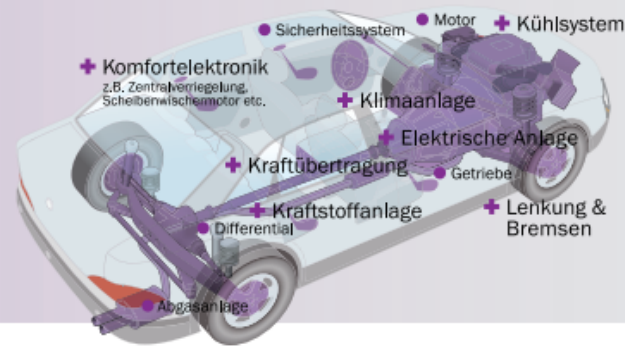 Sicherheitssystem
Motor
Kühlsystem
Komfortelektronik
z.B. Zentralverriegelung,
Scheibenwischermotor etc.
Klimaanlage
Elektrische Anlage
Kraftübertragung
Getriebe
Kraftstoffanlage
Lenkung &
Bremsen
Differential
Abgasanlage